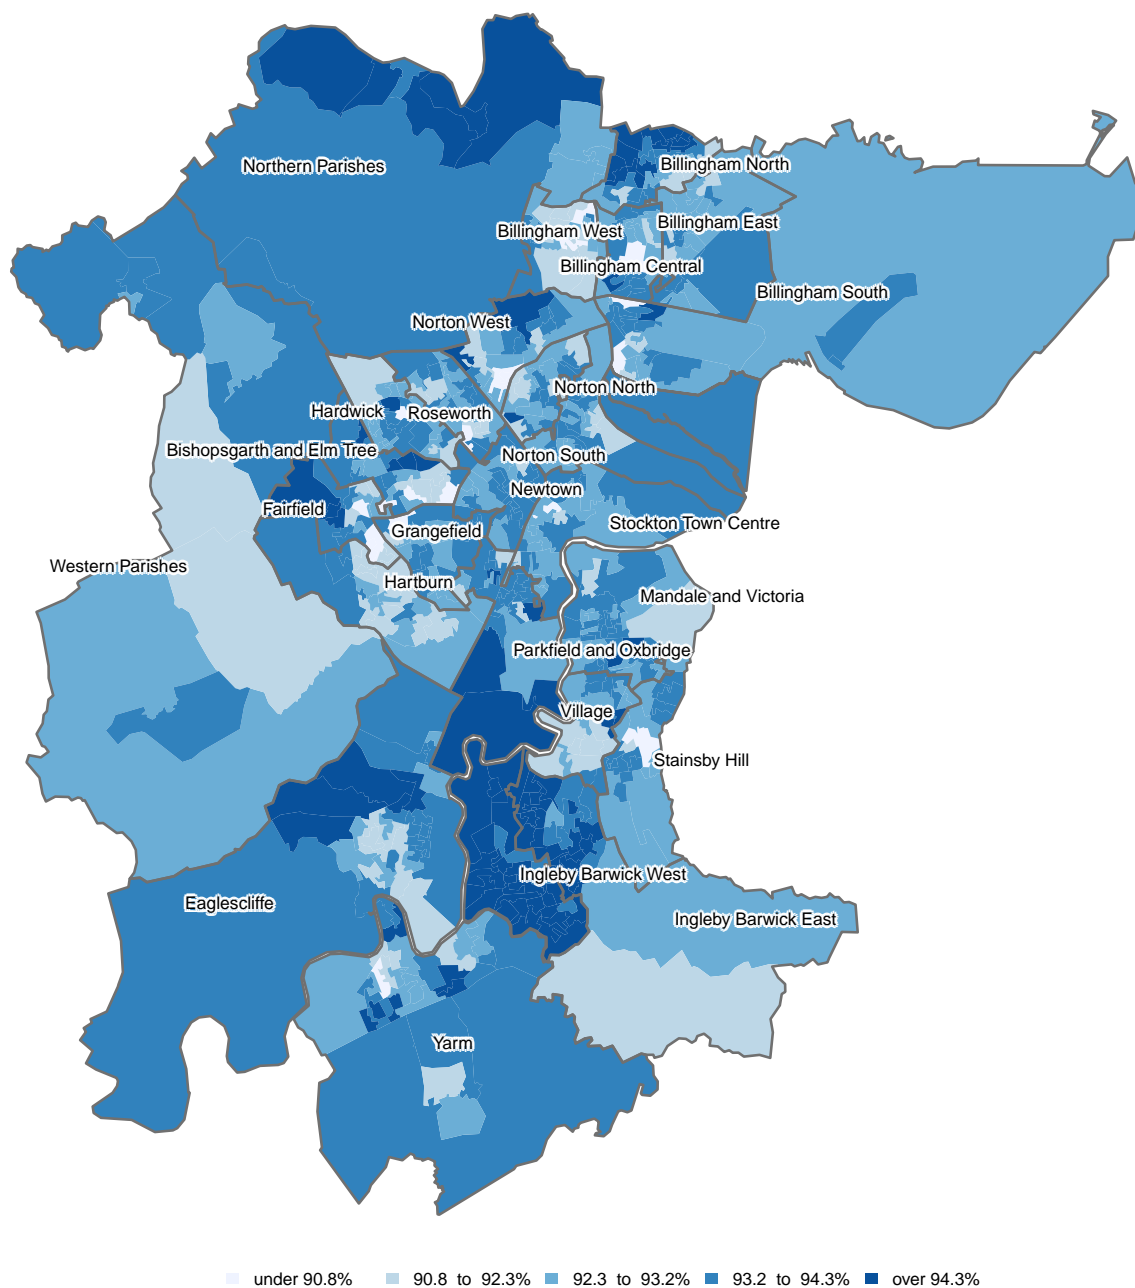 Northern Parishes
Billingham North
Billingham East
Billingham West
Billingham Central
Billingham South
Norton West
Norton North
Hardwick
Roseworth
Bishopsgarth and Elm Tree
Norton South
Newtown
Fairfield
Stockton Town Centre
Grangefield
Western Parishes
Hartburn
Mandale and Victoria
Parkfield and Oxbridge
Village
Stainsby Hill
Ingleby Barwick West
Eaglescliffe
Ingleby Barwick East
Yarm
under 90.8%
90.8 to 92.3%
92.3 to 93.2%
93.2 to 94.3%
over 94.3%